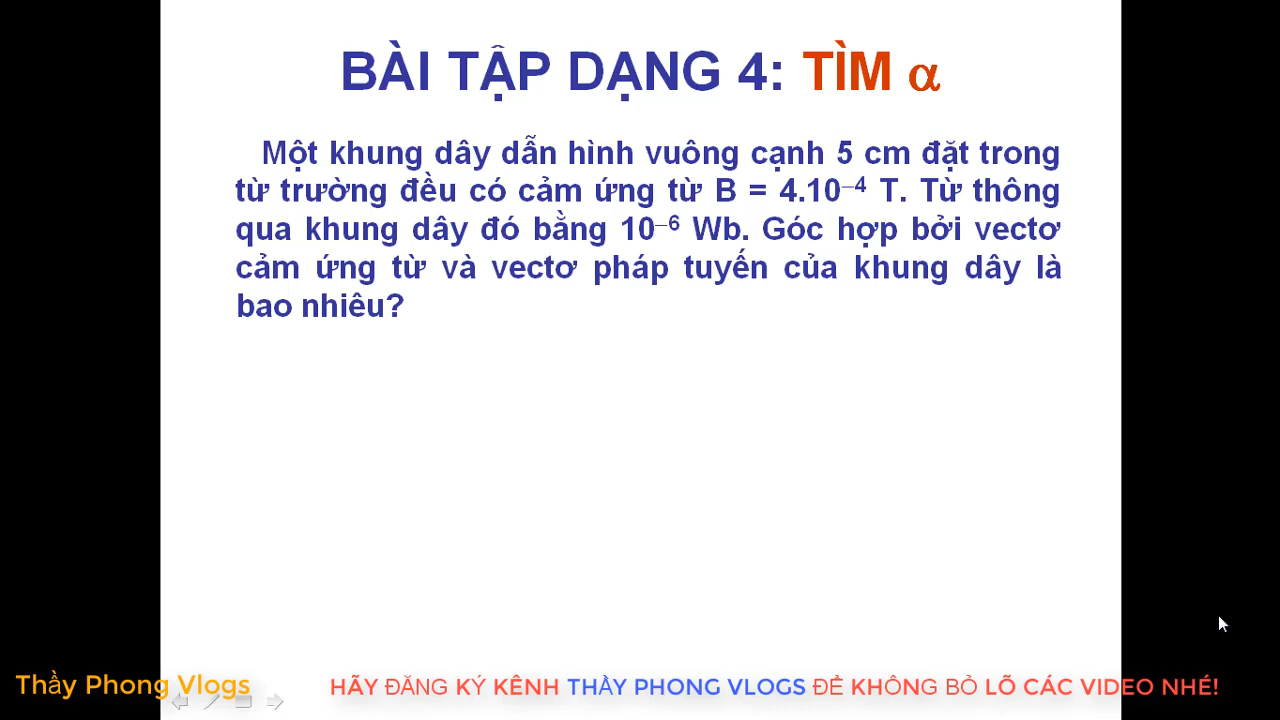 BÀI TẬP DẠNG 4: TÌM α
Một khung dây dẫn hình vuông cạnh 5 cm đặt trong
từ trường đều có cảm ứng từ B = 4.10⁻⁴ T. Từ thông
qua khung dây đó bằng 10⁻⁶ Wb. Góc hợp bởi vectơ
cảm ứng từ và vectơ pháp tuyến của khung dây là
bao nhiêu?
Thầy Phong Vlogs
HÃY ĐĂNG KÝ KÊNH THẦY PHONG VLOGS ĐỂ KHÔNG BỎ LỠ CÁC VIDEO NHÉ!